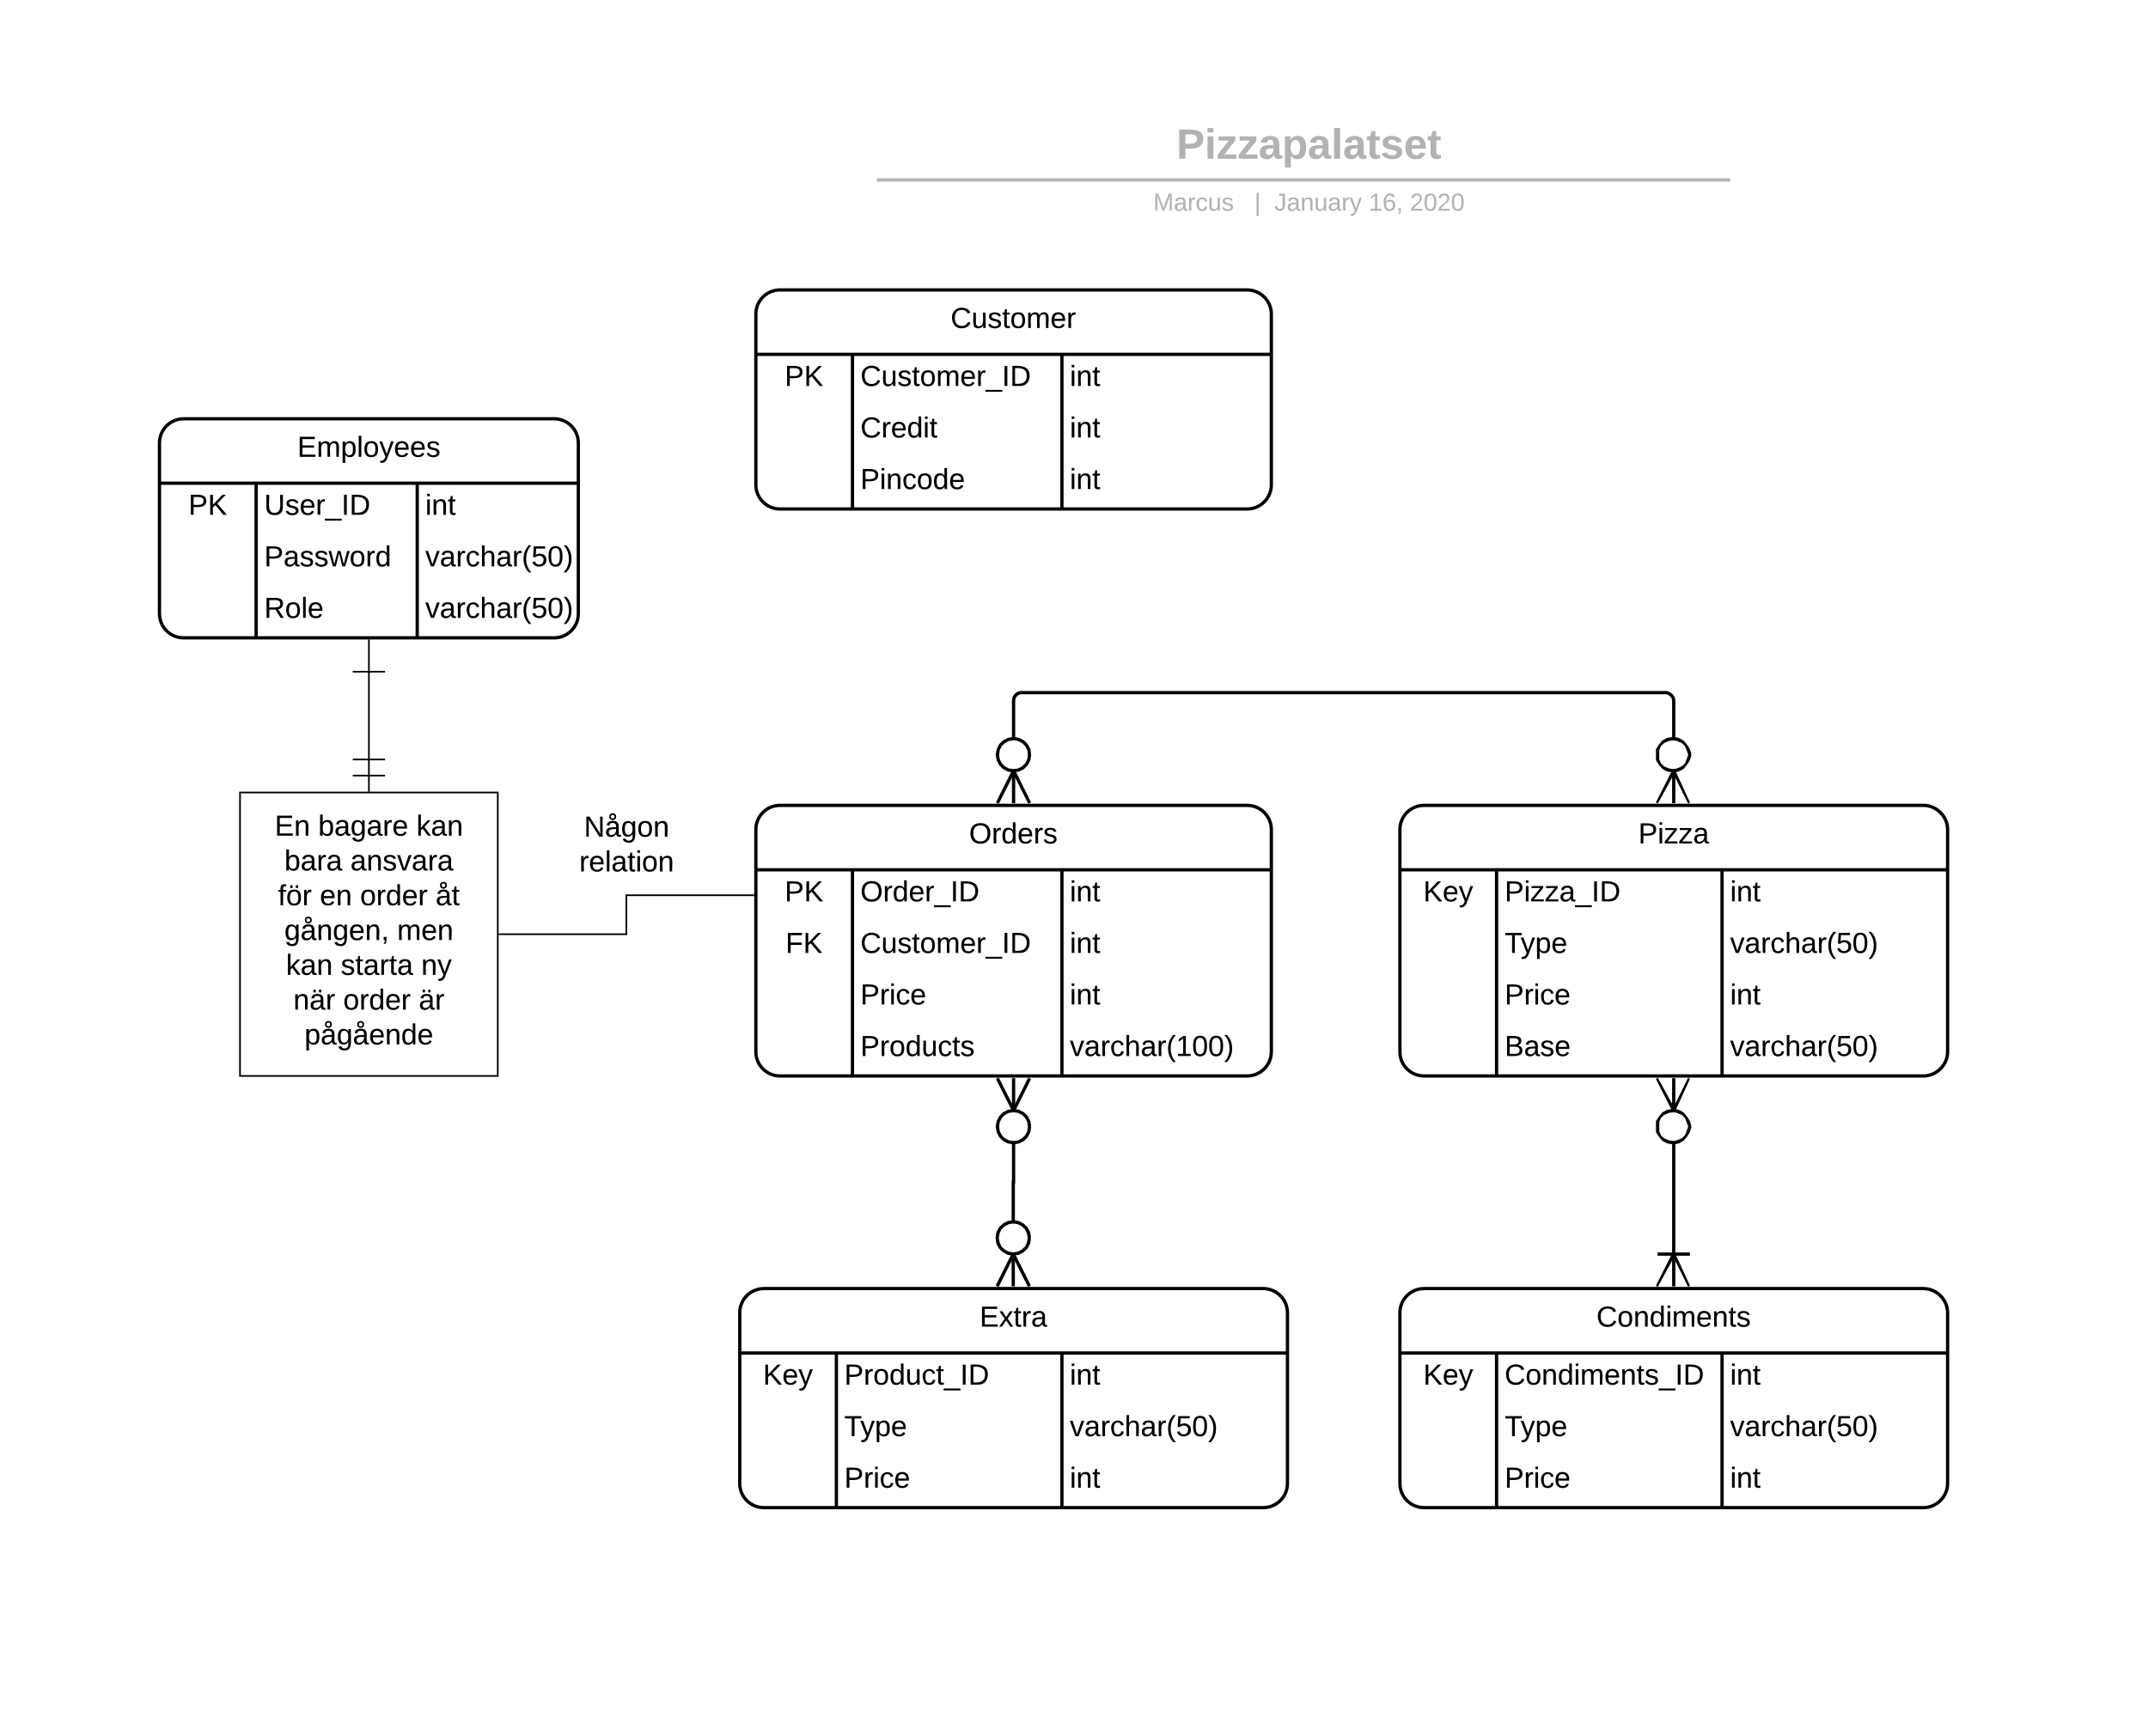 Pizzapalatset
Marcus | January 16, 2020
Customer
PK Customer_ID int
Credit int
Pincode int
Employees
PK User_ID int
Password varchar(50)
Role varchar(50)
En bagare kan
bara ansvara
för en order åt
gången, men
kan starta ny
när order är
pågående
Någon
relation
Orders
PK Order_ID int
FK Customer_ID int
Price int
Products varchar(100)
Pizza
Key Pizza_ID int
Type varchar(50)
Price int
Base varchar(50)
Extra
Key Product_ID int
Type varchar(50)
Price int
Condiments
Key Condiments_ID int
Type varchar(50)
Price int